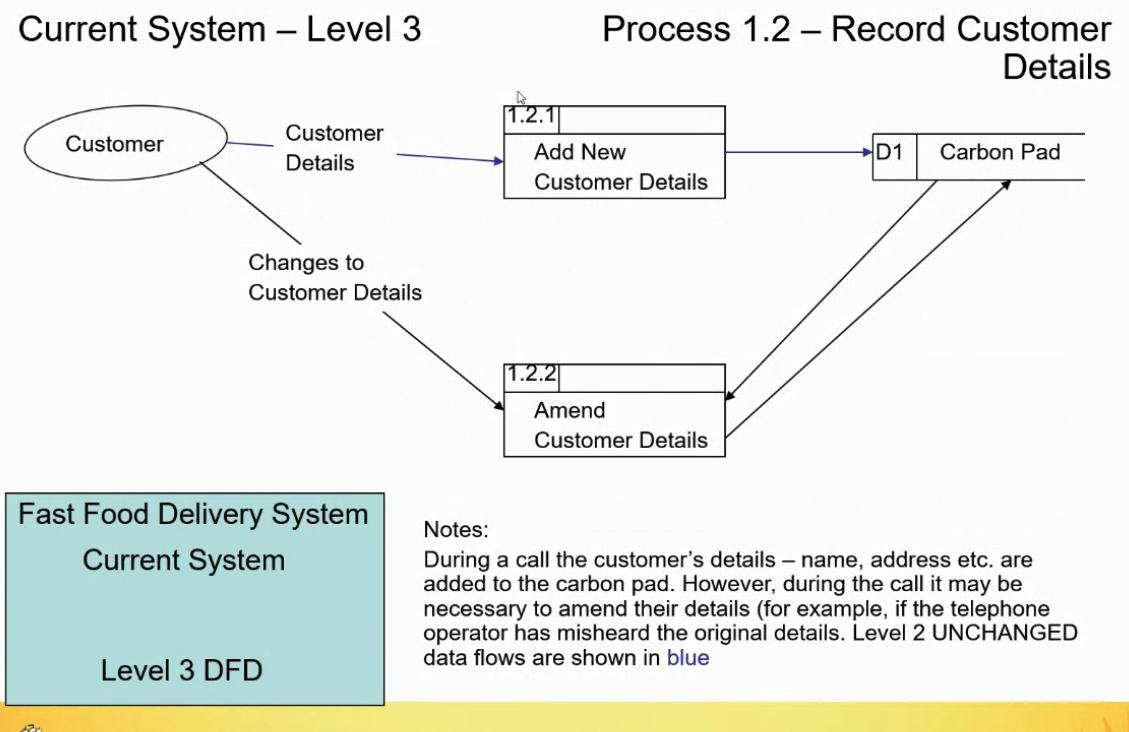 Current System – Level 3
Process 1.2 – Record Customer
Details
Customer
Customer
Details
1.2.1
Add New
Customer Details
D1
Carbon Pad
Changes to
Customer Details
1.2.2
Amend
Customer Details
Fast Food Delivery System
Current System
Level 3 DFD
Notes:
During a call the customer’s details – name, address etc. are
added to the carbon pad. However, during the call it may be
necessary to amend their details (for example, if the telephone
operator has misheard the original details. Level 2 UNCHANGED
data flows are shown in blue